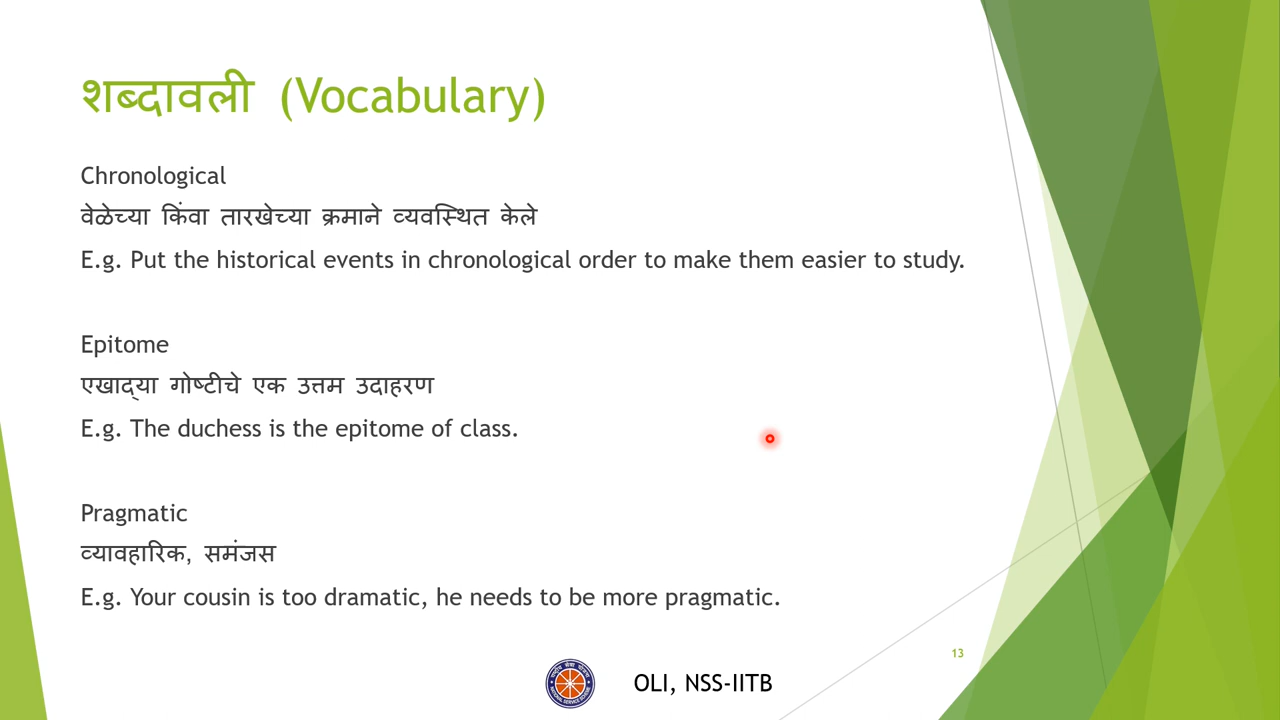 शब्दावली (Vocabulary)
Chronological
वेळेच्या किंवा तारखेच्या क्रमाने व्यवस्थित केले
E.g. Put the historical events in chronological order to make them easier to study.
Epitome
एखाद्या गोष्टीचे एक उत्तम उदाहरण
E.g. The duchess is the epitome of class.
Pragmatic
व्यावहारिक, समंजस
E.g. Your cousin is too dramatic, he needs to be more pragmatic.
13
OLI, NSS-IITB